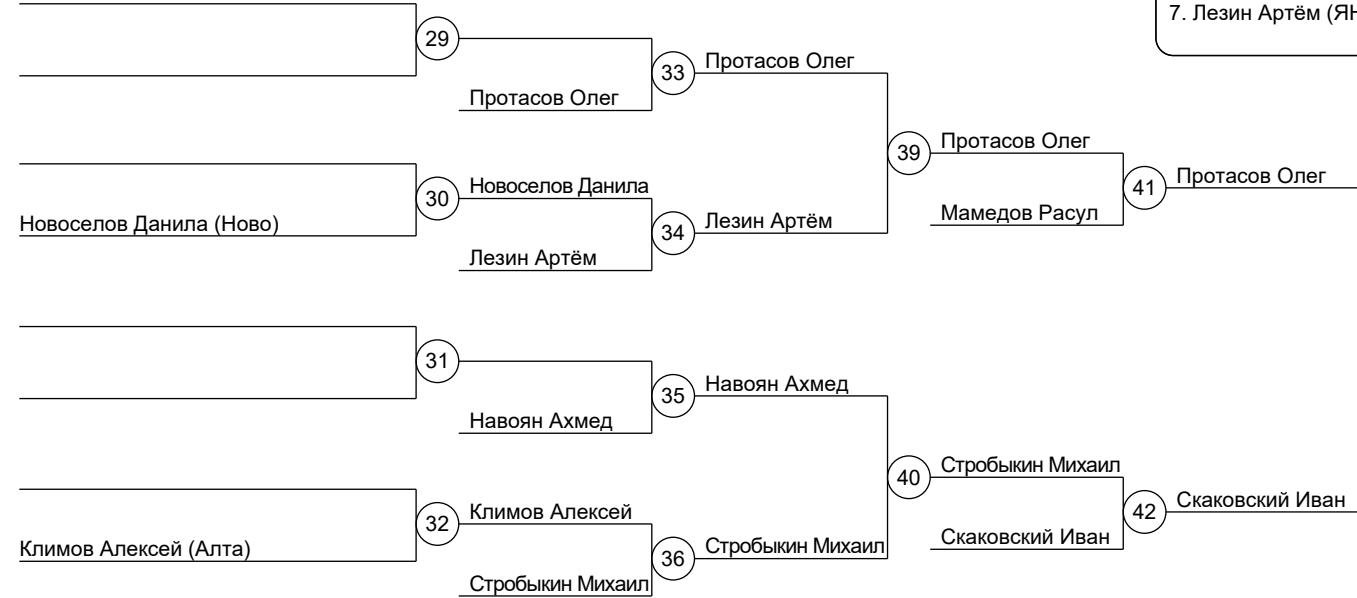 7. Лезин Артём
29
Протасов Олег
33
Протасов Олег
30
Новоселов Данила
Новоселов Данила (Ново)
Лезин Артём
34
Лезин Артём
39
Протасов Олег
Мамедов Расул
41
Протасов Олег
31
Навоян Ахмед
35
Навоян Ахмед
32
Климов Алексей
Климов Алексей (Алта)
Стробыкин Михаил
36
Стробыкин Михаил
40
Стробыкин Михаил
Скаковский Иван
42
Скаковский Иван